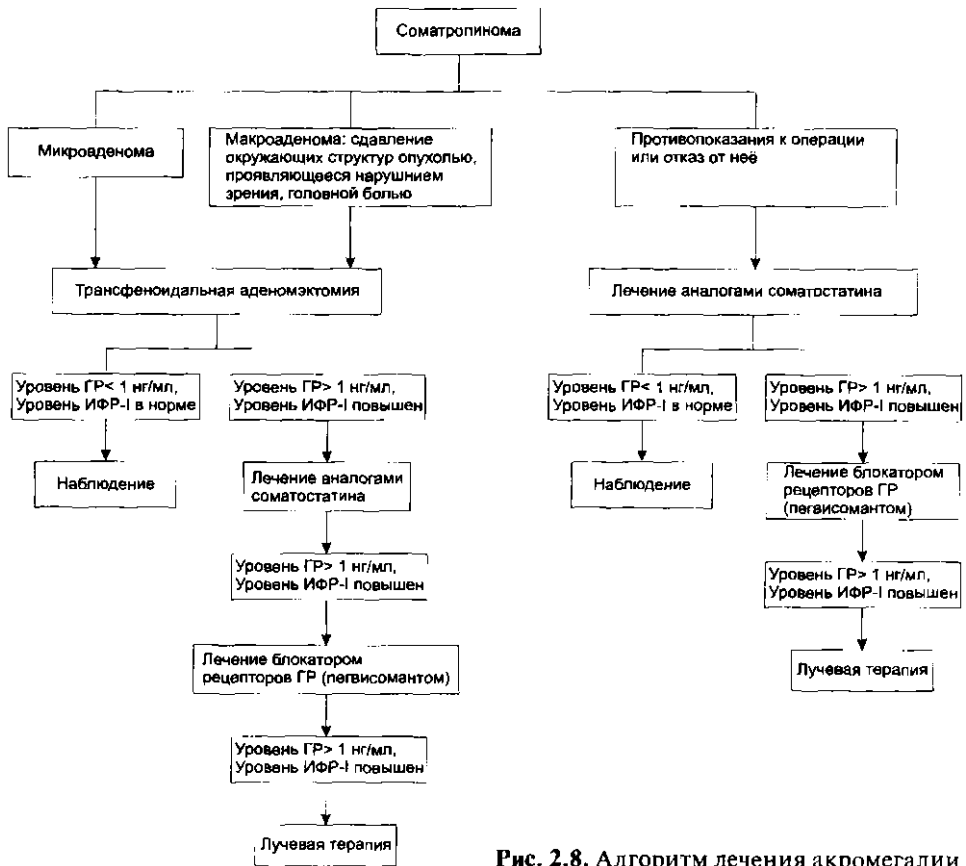 Соматропинома
Микроаденома
Макроаденома: сдавление
окружающих структур опухолью,
проявляющееся нарушнием
зрения, головной болью
Противопоказания к операции
или отказ от неё
Трансфеноидальная аденомэктомия
Лечение аналогами соматостатина
Уровень ГР< 1 нг/мл,
Уровень ИФР-I в норме
Уровень ГР> 1 нг/мл,
Уровень ИФР-I повышен
Уровень ГР< 1 нг/мл,
Уровень ИФР-I в норме
Уровень ГР> 1 нг/мл,
Уровень ИФР-I повышен
Наблюдение
Лечение аналогами
соматостатина
Наблюдение
Лечение блокатором
рецепторов ГР
(пегвисомантом)
Уровень ГР> 1 нг/мл,
Уровень ИФР-I повышен
Уровень ГР> 1 нг/мл,
Уровень ИФР-I повышен
Лечение блокатором
рецепторов ГР (пегвисомантом)
Лучевая терапия
Уровень ГР> 1 нг/мл,
Уровень ИФР-I повышен
Лучевая терапия
Рис. 2.8. Алгоритм лечения акромегалии